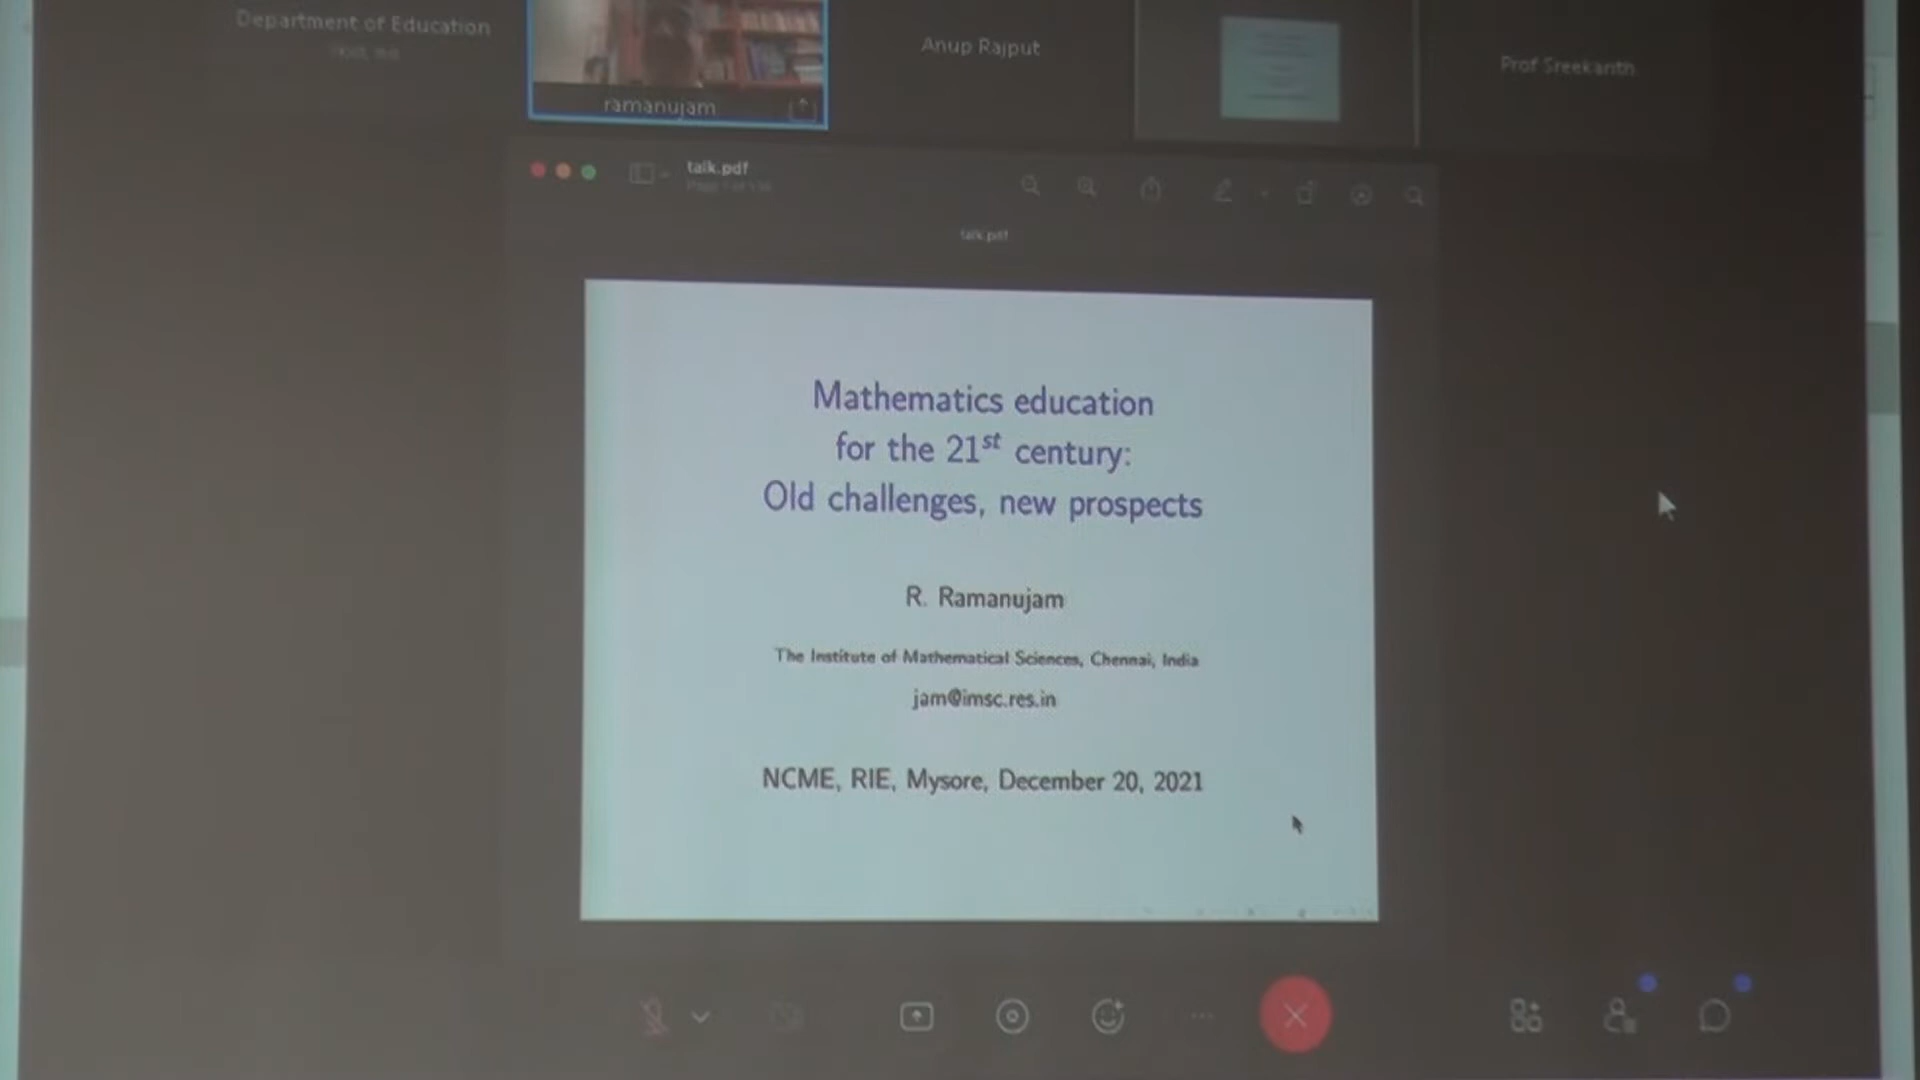 Department of Education
ramanujam
Anup Rajput
Prof Sreekanth
talk.pdf
talk.pdf
Mathematics education
for the 21st century:
Old challenges, new prospects
R. Ramanujam
The Institute of Mathematical Sciences, Chennai, India
jam@imsc.res.in
NCME, RIE, Mysore, December 20, 2021